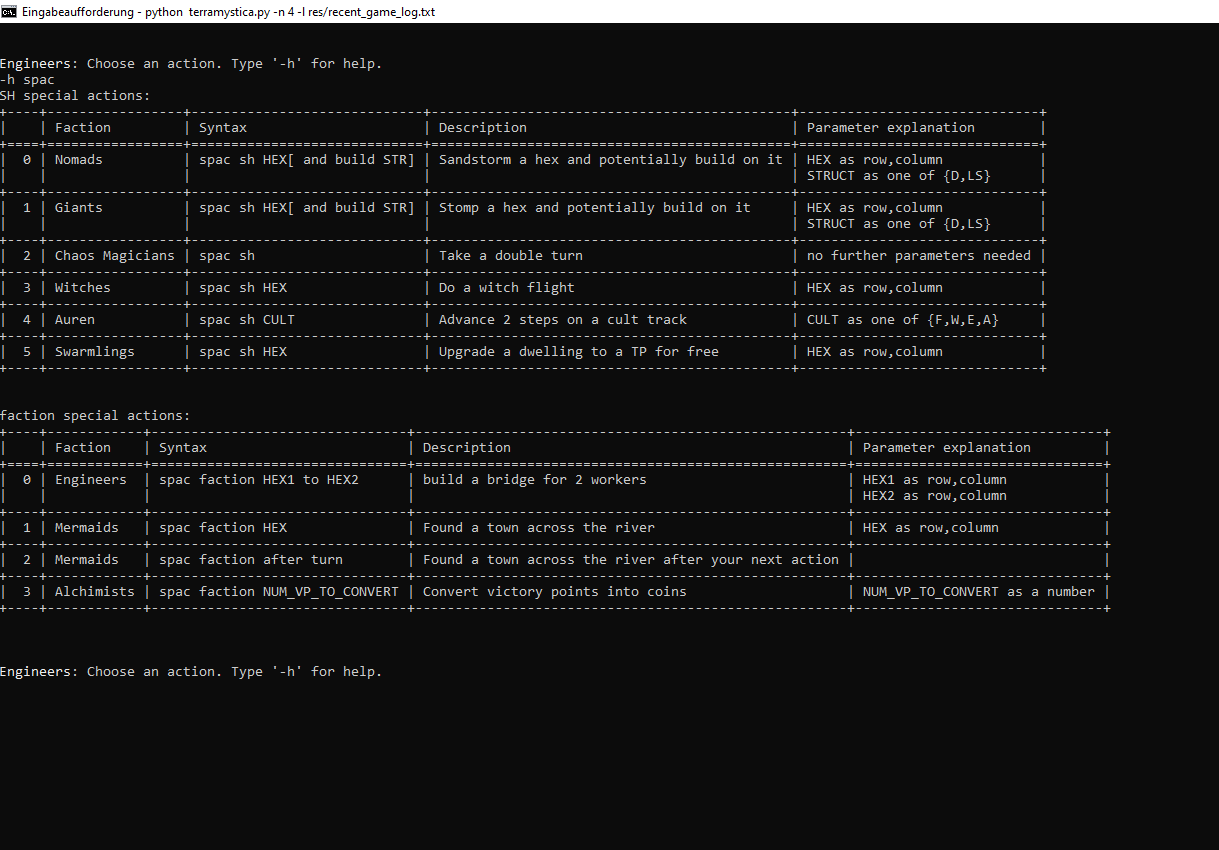 Eingabeaufforderung - python  terramystica.py -n 4 -l res/recent_game_log.txt
Engineers: Choose an action. Type '-h' for help.
-h spac
SH special actions:
+----+-----------------+-----------------------------+---------------------------------------------+------------------------------+
|    | Faction         | Syntax                      | Description                                 | Parameter explanation        |
+====+=================+=============================+=============================================+==============================+
|  0 | Nomads          | spac sh HEX[ and build STR] | Sandstorm a hex and potentially build on it | HEX as row,column            |
|    |                 |                             |                                             | STRUCT as one of {D,LS}      |
+----+-----------------+-----------------------------+---------------------------------------------+------------------------------+
|  1 | Giants          | spac sh HEX[ and build STR] | Stomp a hex and potentially build on it     | HEX as row,column            |
|    |                 |                             |                                             | STRUCT as one of {D,LS}      |
+----+-----------------+-----------------------------+---------------------------------------------+------------------------------+
|  2 | Chaos Magicians | spac sh                     | Take a double turn                          | no further parameters needed |
+----+-----------------+-----------------------------+---------------------------------------------+------------------------------+
|  3 | Witches         | spac sh HEX                 | Do a witch flight                           | HEX as row,column            |
+----+-----------------+-----------------------------+---------------------------------------------+------------------------------+
|  4 | Auren           | spac sh CULT                | Advance 2 steps on a cult track             | CULT as one of {F,W,E,A}     |
+----+-----------------+-----------------------------+---------------------------------------------+------------------------------+
|  5 | Swarmlings      | spac sh HEX                 | Upgrade a dwelling to a TP for free         | HEX as row,column            |
+----+-----------------+-----------------------------+---------------------------------------------+------------------------------+
faction special actions:
+----+------------+--------------------------------+------------------------------------------------------+-------------------------------+
|    | Faction    | Syntax                         | Description                                          | Parameter explanation         |
+====+============+================================+======================================================+===============================+
|  0 | Engineers  | spac faction HEX1 to HEX2      | build a bridge for 2 workers                         | HEX1 as row,column            |
|    |            |                                |                                                      | HEX2 as row,column            |
+----+------------+--------------------------------+------------------------------------------------------+-------------------------------+
|  1 | Mermaids   | spac faction HEX               | Found a town across the river                        | HEX as row,column             |
+----+------------+--------------------------------+------------------------------------------------------+-------------------------------+
|  2 | Mermaids   | spac faction after turn        | Found a town across the river after your next action |                               |
+----+------------+--------------------------------+------------------------------------------------------+-------------------------------+
|  3 | Alchimists | spac faction NUM_VP_TO_CONVERT | Convert victory points into coins                    | NUM_VP_TO_CONVERT as a number |
+----+------------+--------------------------------+------------------------------------------------------+-------------------------------+
Engineers: Choose an action. Type '-h' for help.